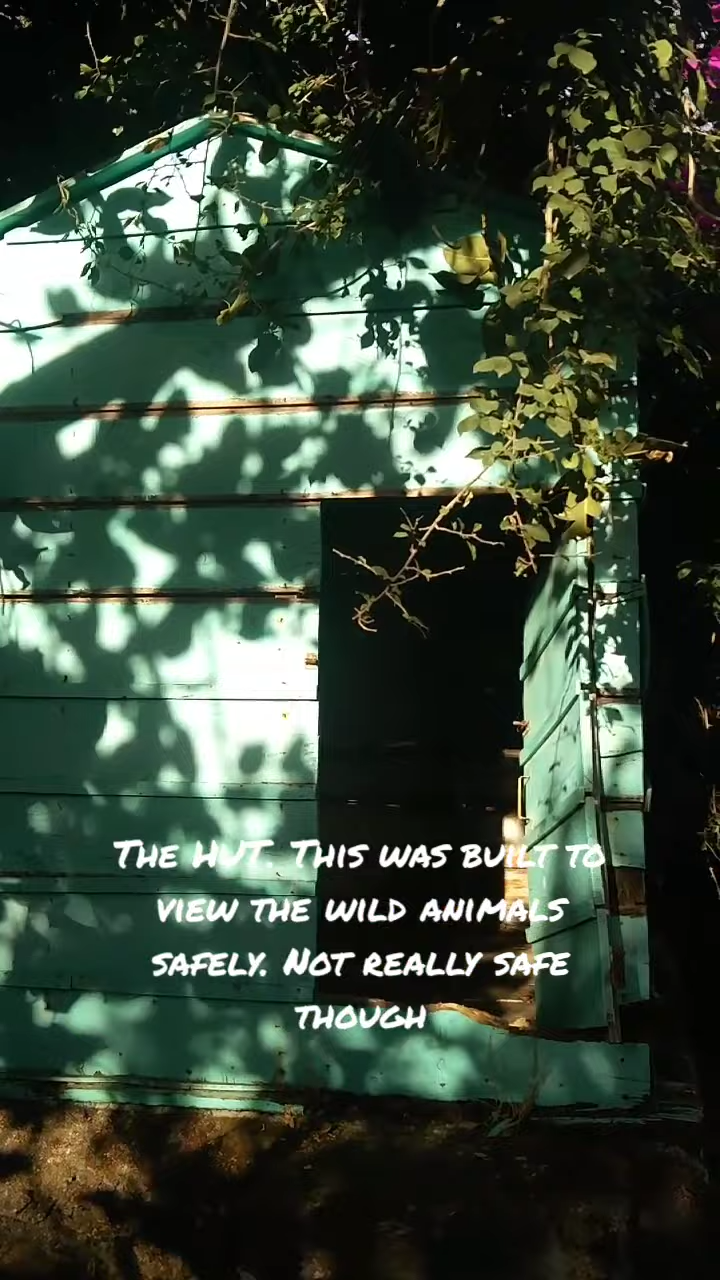 The HUT. This was built to
view the wild animals
safely. Not really safe
though